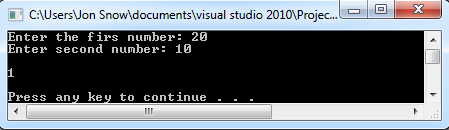 C:\Users\Jon Snow\documents\visual studio 2010\Projec...
Enter the firs number: 20
Enter second number: 10
1
Press any key to continue . . .